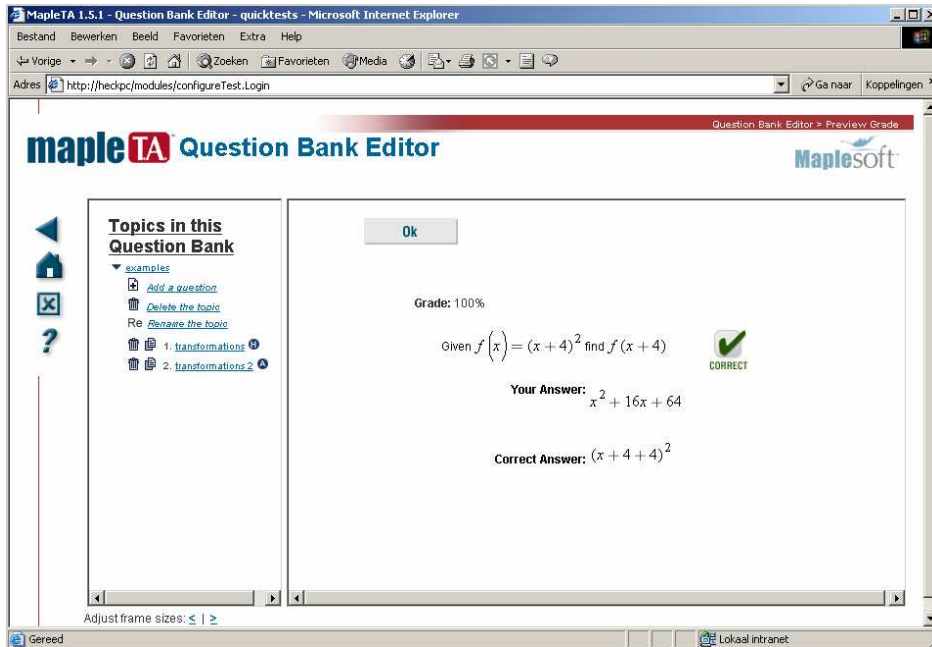 MapleTA 1.5.1 - Question Bank Editor - quicktests - Microsoft Internet Explorer
Bestand Bewerken Beeld Favorieten Extra Help
Vorige Zoeken Favorieten Media
Adres http://heckpc/modules/configureTest.Login Ga naar Koppelingen
Question Bank Editor > Preview Grade
maple TA Question Bank Editor
Maplesoft
Topics in this
Question Bank
examples
Add a question
Delete the topic
Re Rename the topic
1. transformations H
2. transformations 2 A
Ok
Grade: 100%
Given f(x) = (x + 4)² find f (x + 4)
CORRECT
Your Answer: x² + 16x + 64
Correct Answer: (x + 4 + 4)²
Adjust frame sizes: < | >
Gereed Lokaal intranet